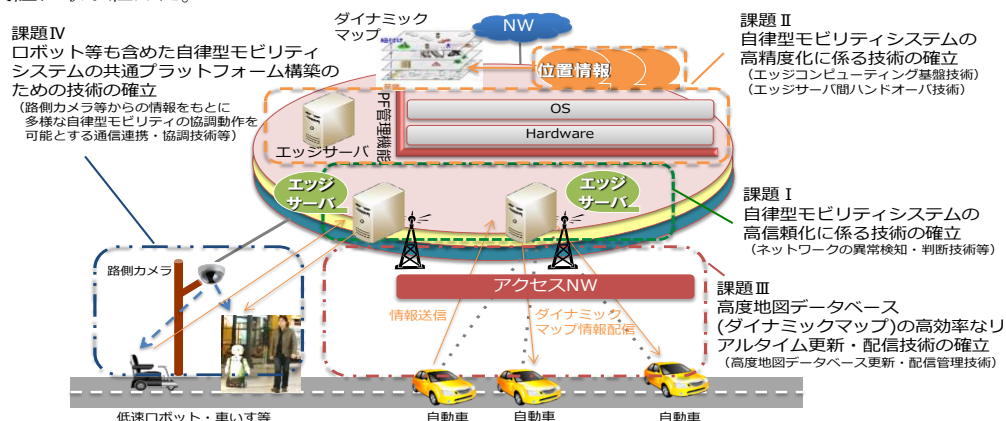 課題Ⅳ
ロボット等も含めた自律型モビリティ
システムの共通プラットフォーム構築の
ための技術の確立
(路側カメラ等からの情報をもとに
多様な自律型モビリティの協調動作を
可能とする通信連携・協調技術等)
ダイナミック
マップ
NW
位置情報
課題Ⅱ
自律型モビリティシステムの
高精度化に係る技術の確立
(エッジコンピューティング基盤技術)
(エッジサーバ間ハンドオーバ技術)
OS
Hardware
PF管理機能
エッジサーバ
エッジ
サーバ
エッジ
サーバ
課題Ⅰ
自律型モビリティシステムの
高信頼化に係る技術の確立
(ネットワークの異常検知・判断技術等)
路側カメラ
アクセスNW
情報送信
ダイナミック
マップ情報配信
課題Ⅲ
高度地図データベース
(ダイナミックマップ)の高効率なリ
アルタイム更新・配信技術の確立
(高度地図データベース更新・配信管理技術)
低速ロボット・車いす等
自動車
自動車
自動車